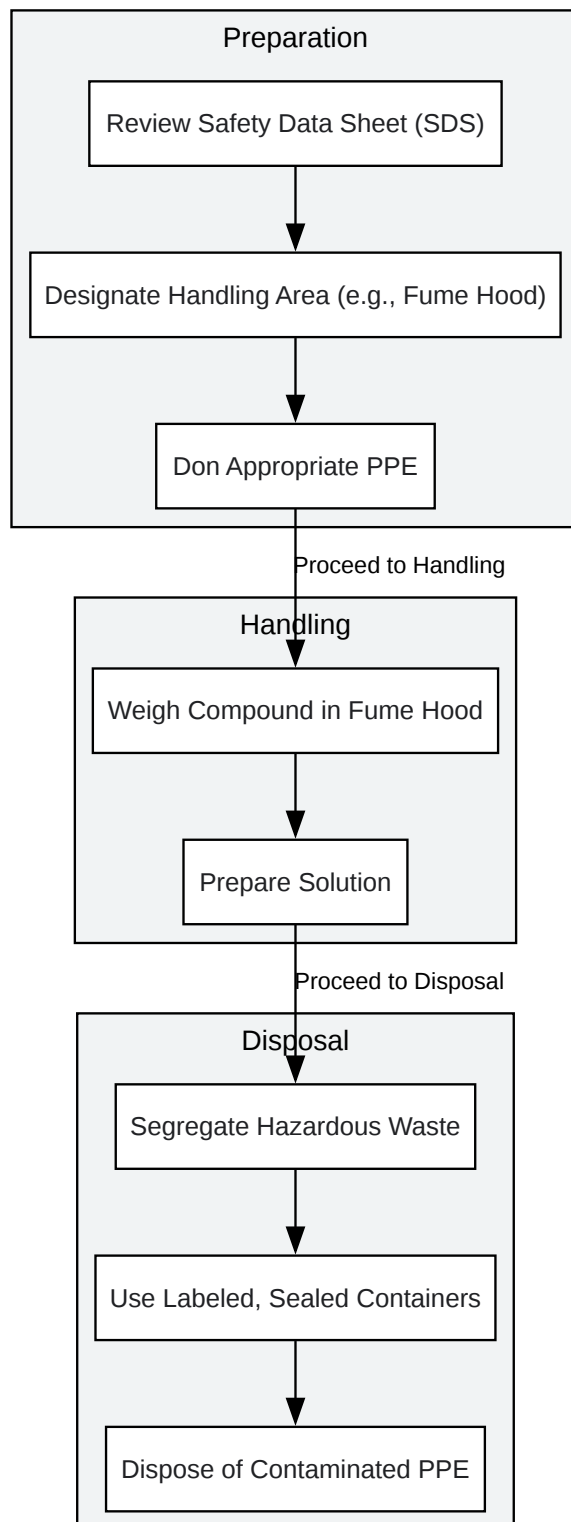 Preparation
Review Safety Data Sheet (SDS)
Designate Handling Area (e.g., Fume Hood)
Don Appropriate PPE
Proceed to Handling
Handling
Weigh Compound in Fume Hood
Prepare Solution
Proceed to Disposal
Disposal
Segregate Hazardous Waste
Use Labeled, Sealed Containers
Dispose of Contaminated PPE